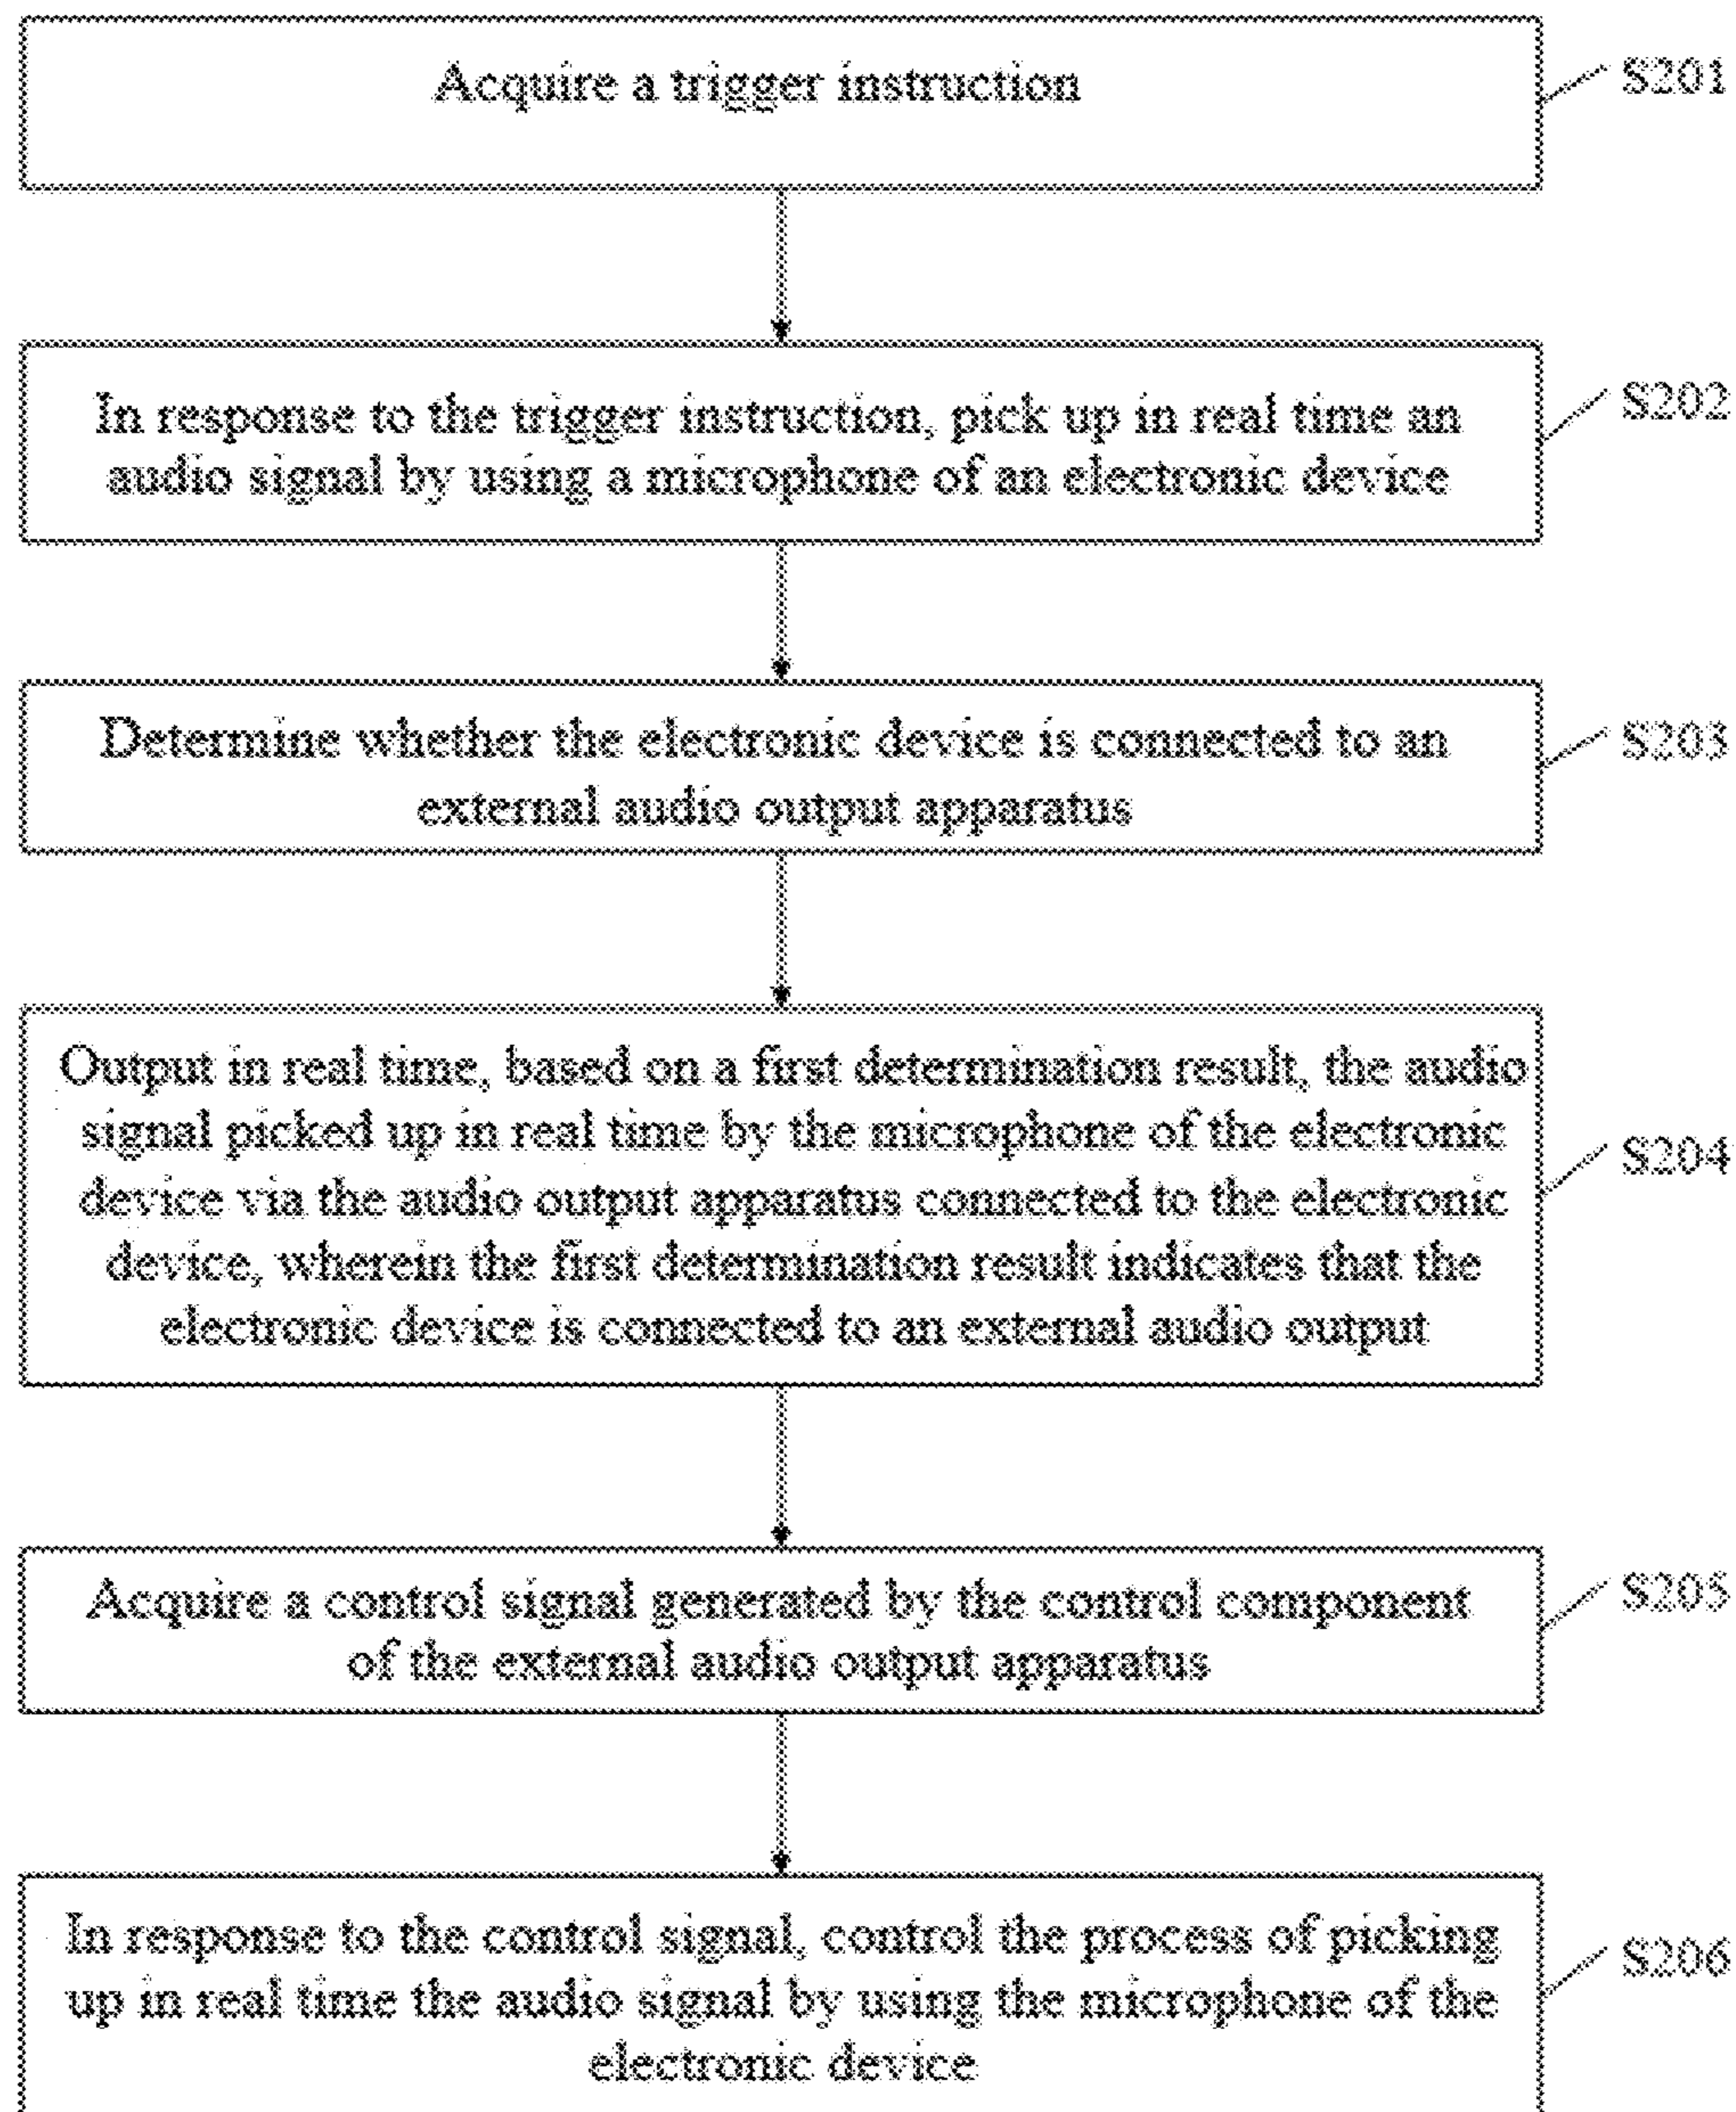 Acquire a trigger instruction
S201
In response to the trigger instruction, pick up in real time an
audio signal by using a microphone of an electronic device
S202
Determine whether the electronic device is connected to an
external audio output apparatus
S203
Output in real time, based on a first determination result, the audio
signal picked up in real time by the microphone of the electronic
device via the audio output apparatus connected to the electronic
device, wherein the first determination result indicates that the
electronic device is connected to an external audio output
S204
Acquire a control signal generated by the control component
of the external audio output apparatus
S205
In response to the control signal, control the process of picking
up in real time the audio signal by using the microphone of the
electronic device
S206